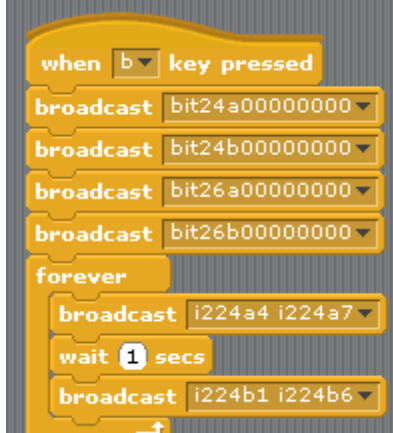 when b key pressed
broadcast bit24a00000000
broadcast bit24b00000000
broadcast bit26a00000000
broadcast bit26b00000000
forever
broadcast i224a4 i224a7
wait 1 secs
broadcast i224b1 i224b6